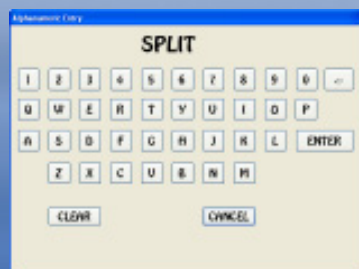 Alphanumeric Entry
SPLIT
1 2 3 4 5 6 7 8 9 0 ←
Q W E R T Y U I O P
A S D F G H J K L ENTER
Z X C V B N M
CLEAR CANCEL